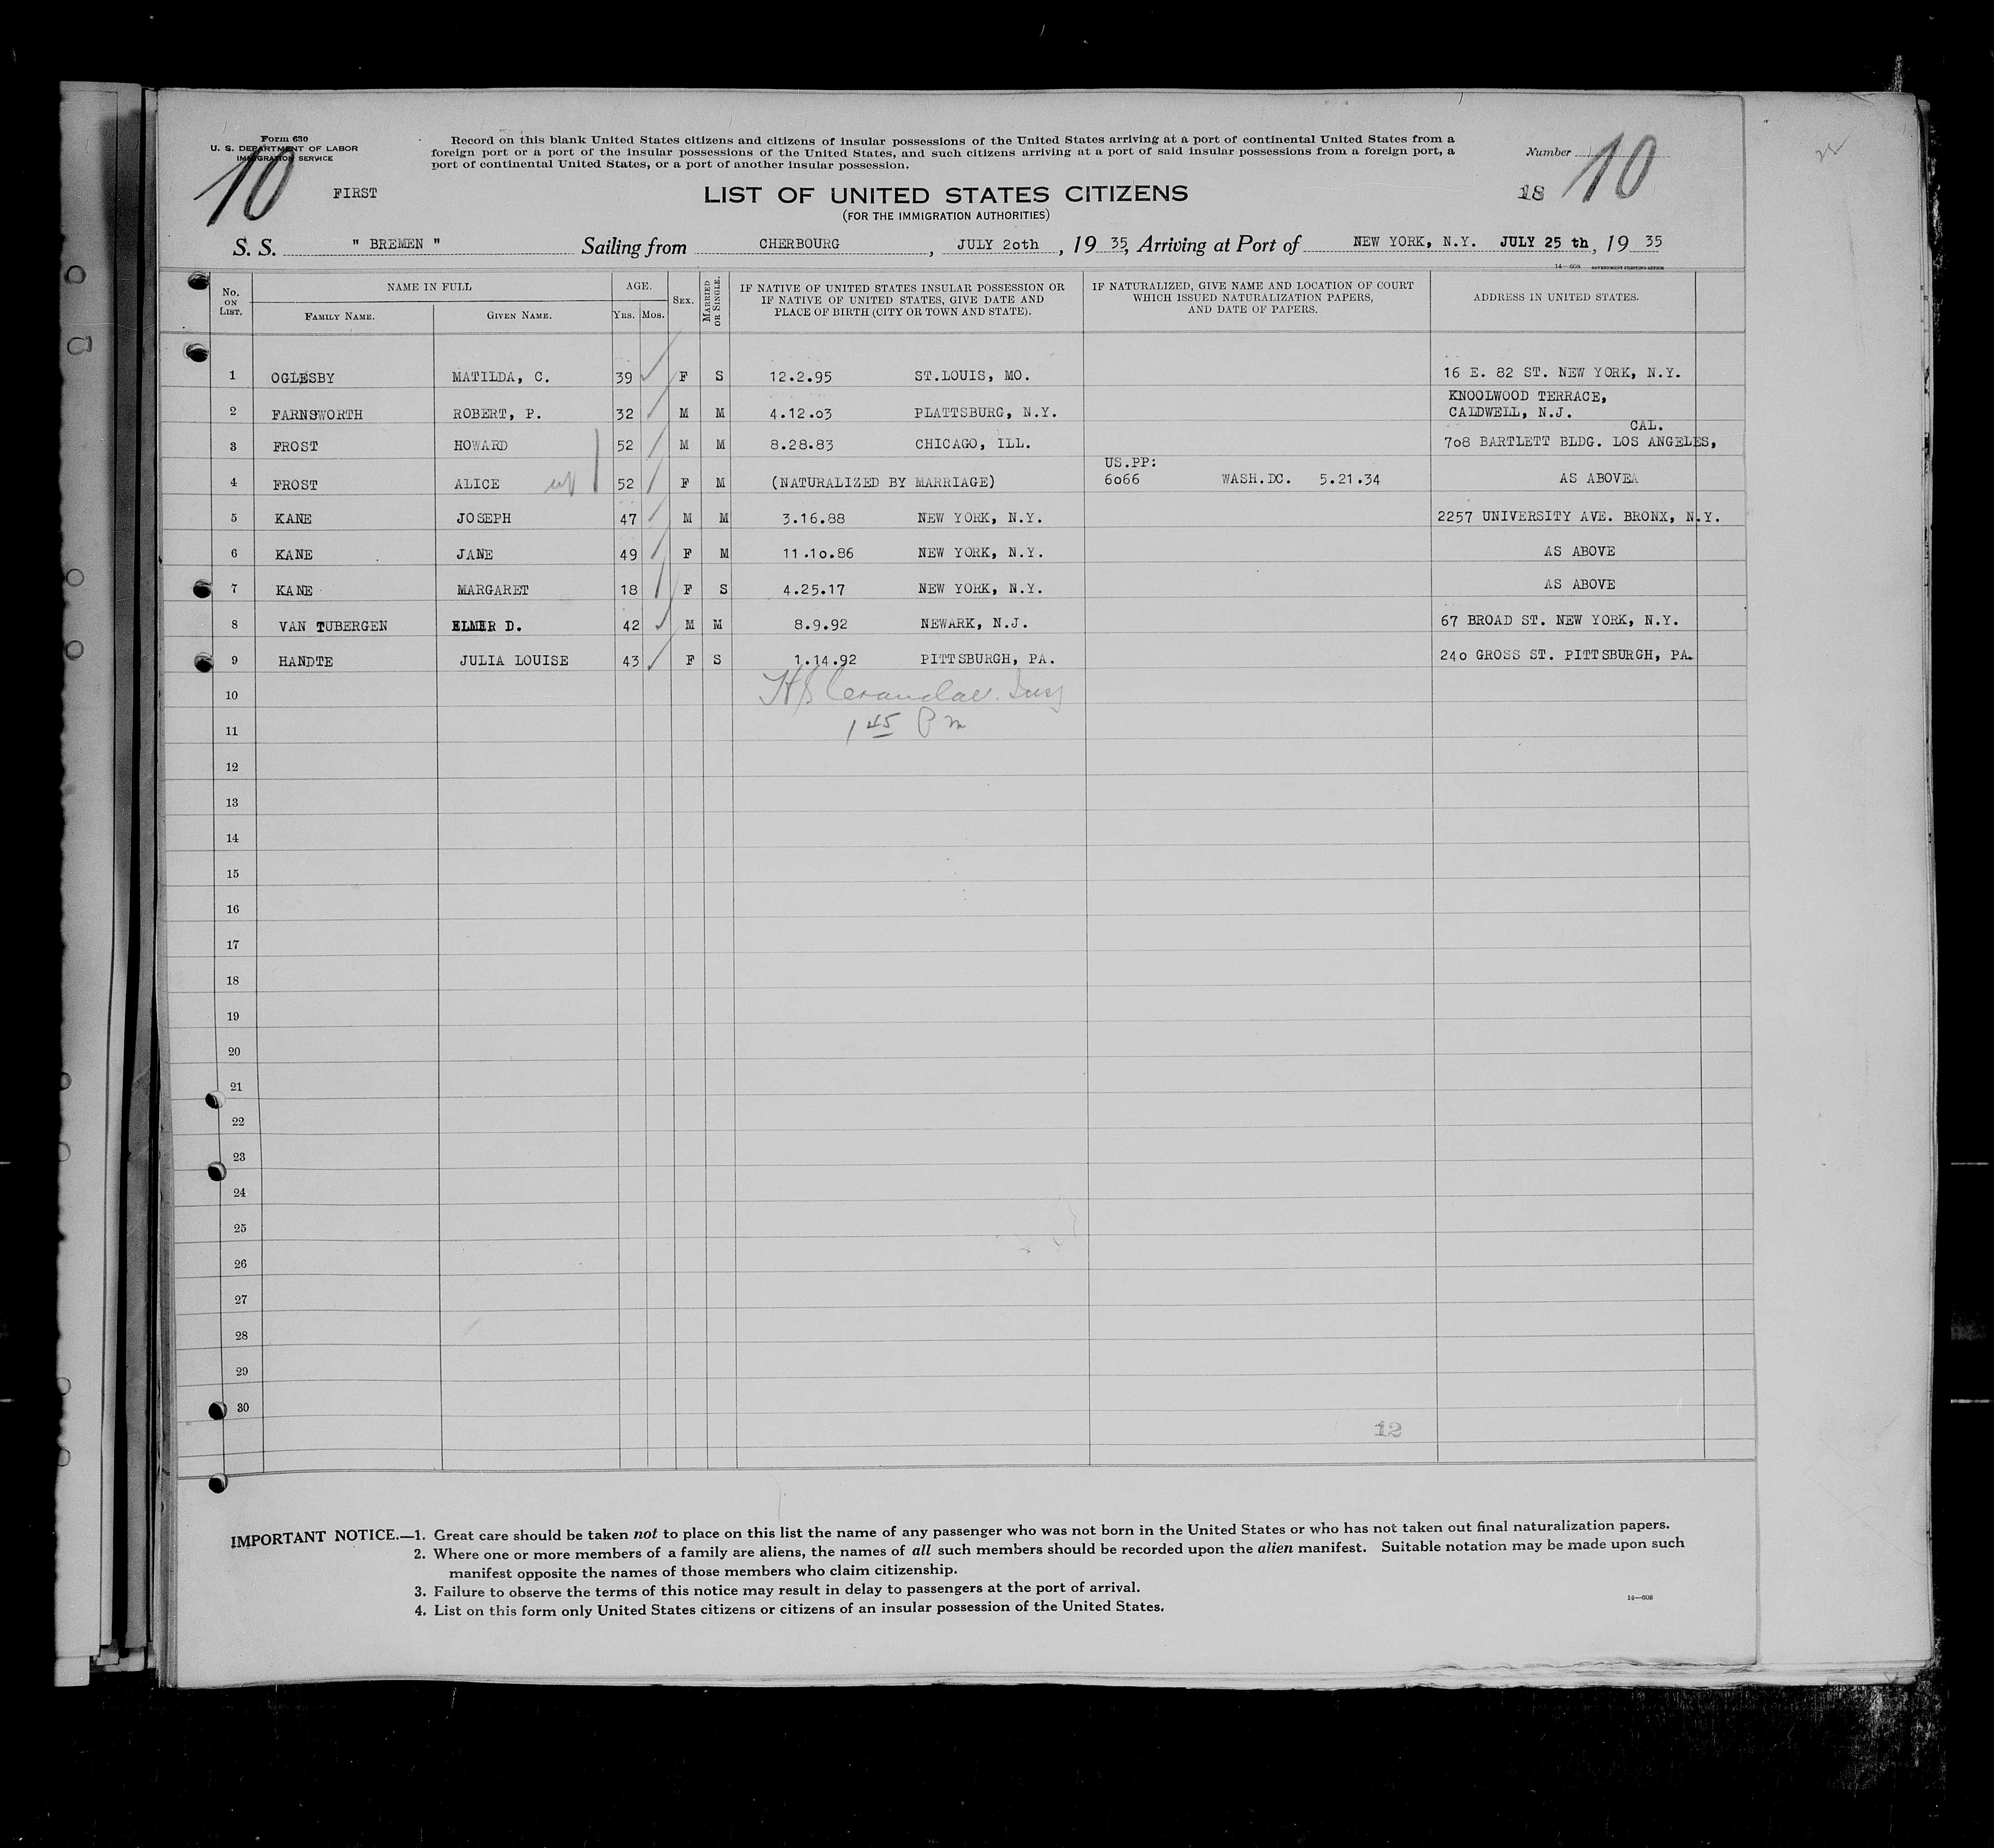 Form 630
U. S. DEPARTMENT OF LABOR
IMMIGRATION SERVICE
10
FIRST
Record on this blank United States citizens and citizens of insular possessions of the United States arriving at a port of continental United States from a
foreign port or a port of the insular possessions of the United States, and such citizens arriving at a port of said insular possessions from a foreign port, a
port of continental United States, or a port of another insular possession.
Number 10
18
LIST OF UNITED STATES CITIZENS
(FOR THE IMMIGRATION AUTHORITIES)
S. S. " BREMEN " Sailing from CHERBOURG , JULY 2oth , 19 35, Arriving at Port of NEW YORK, N.Y. JULY 25 th, 19 35
14—608 GOVERNMENT PRINTING OFFICE
No. ON LIST. NAME IN FULL AGE. SEX. MARRIED OR SINGLE. IF NATIVE OF UNITED STATES INSULAR POSSESSION OR IF NATIVE OF UNITED STATES, GIVE DATE AND PLACE OF BIRTH (CITY OR TOWN AND STATE). IF NATURALIZED, GIVE NAME AND LOCATION OF COURT WHICH ISSUED NATURALIZATION PAPERS, AND DATE OF PAPERS. ADDRESS IN UNITED STATES.
FAMILY NAME. GIVEN NAME. YRS. MOS.
1 OGLESBY MATILDA, C. 39 F S 12.2.95 ST.LOUIS, MO. 16 E. 82 ST. NEW YORK, N.Y.
KNOOLWOOD TERRACE,
2 FARNSWORTH ROBERT, P. 32 M M 4.12.o3 PLATTSBURG, N.Y. CALDWELL, N.J.
CAL.
3 FROST HOWARD 52 M M 8.28.83 CHICAGO, ILL. 7o8 BARTLETT BLDG. LOS ANGELES,
US.PP:
4 FROST ALICE 52 F M (NATURALIZED BY MARRIAGE) 6o66 WASH.DC. 5.21.34 AS ABOVEA
5 KANE JOSEPH 47 M M 3.16.88 NEW YORK, N.Y. 2257 UNIVERSITY AVE. BRONX, N.Y.
6 KANE JANE 49 F M 11.1o.86 NEW YORK, N.Y. AS ABOVE
7 KANE MARGARET 18 F S 4.25.17 NEW YORK, N.Y. AS ABOVE
8 VAN TUBERGEN ELMER D. 42 M M 8.9.92 NEWARK, N.J. 67 BROAD ST. NEW YORK, N.Y.
9 HANDTE JULIA LOUISE 43 F S 1.14.92 PITTSBURGH, PA. 24o GROSS ST. PITTSBURGH, PA.
10
11 1 45 Pm
12
13
14
15
16
17
18
19
20
21
22
23
24
25
26
27
28
29
30
12
IMPORTANT NOTICE.—1. Great care should be taken not to place on this list the name of any passenger who was not born in the United States or who has not taken out final naturalization papers.
2. Where one or more members of a family are aliens, the names of all such members should be recorded upon the alien manifest. Suitable notation may be made upon such
manifest opposite the names of those members who claim citizenship.
3. Failure to observe the terms of this notice may result in delay to passengers at the port of arrival.
4. List on this form only United States citizens or citizens of an insular possession of the United States.
14—608